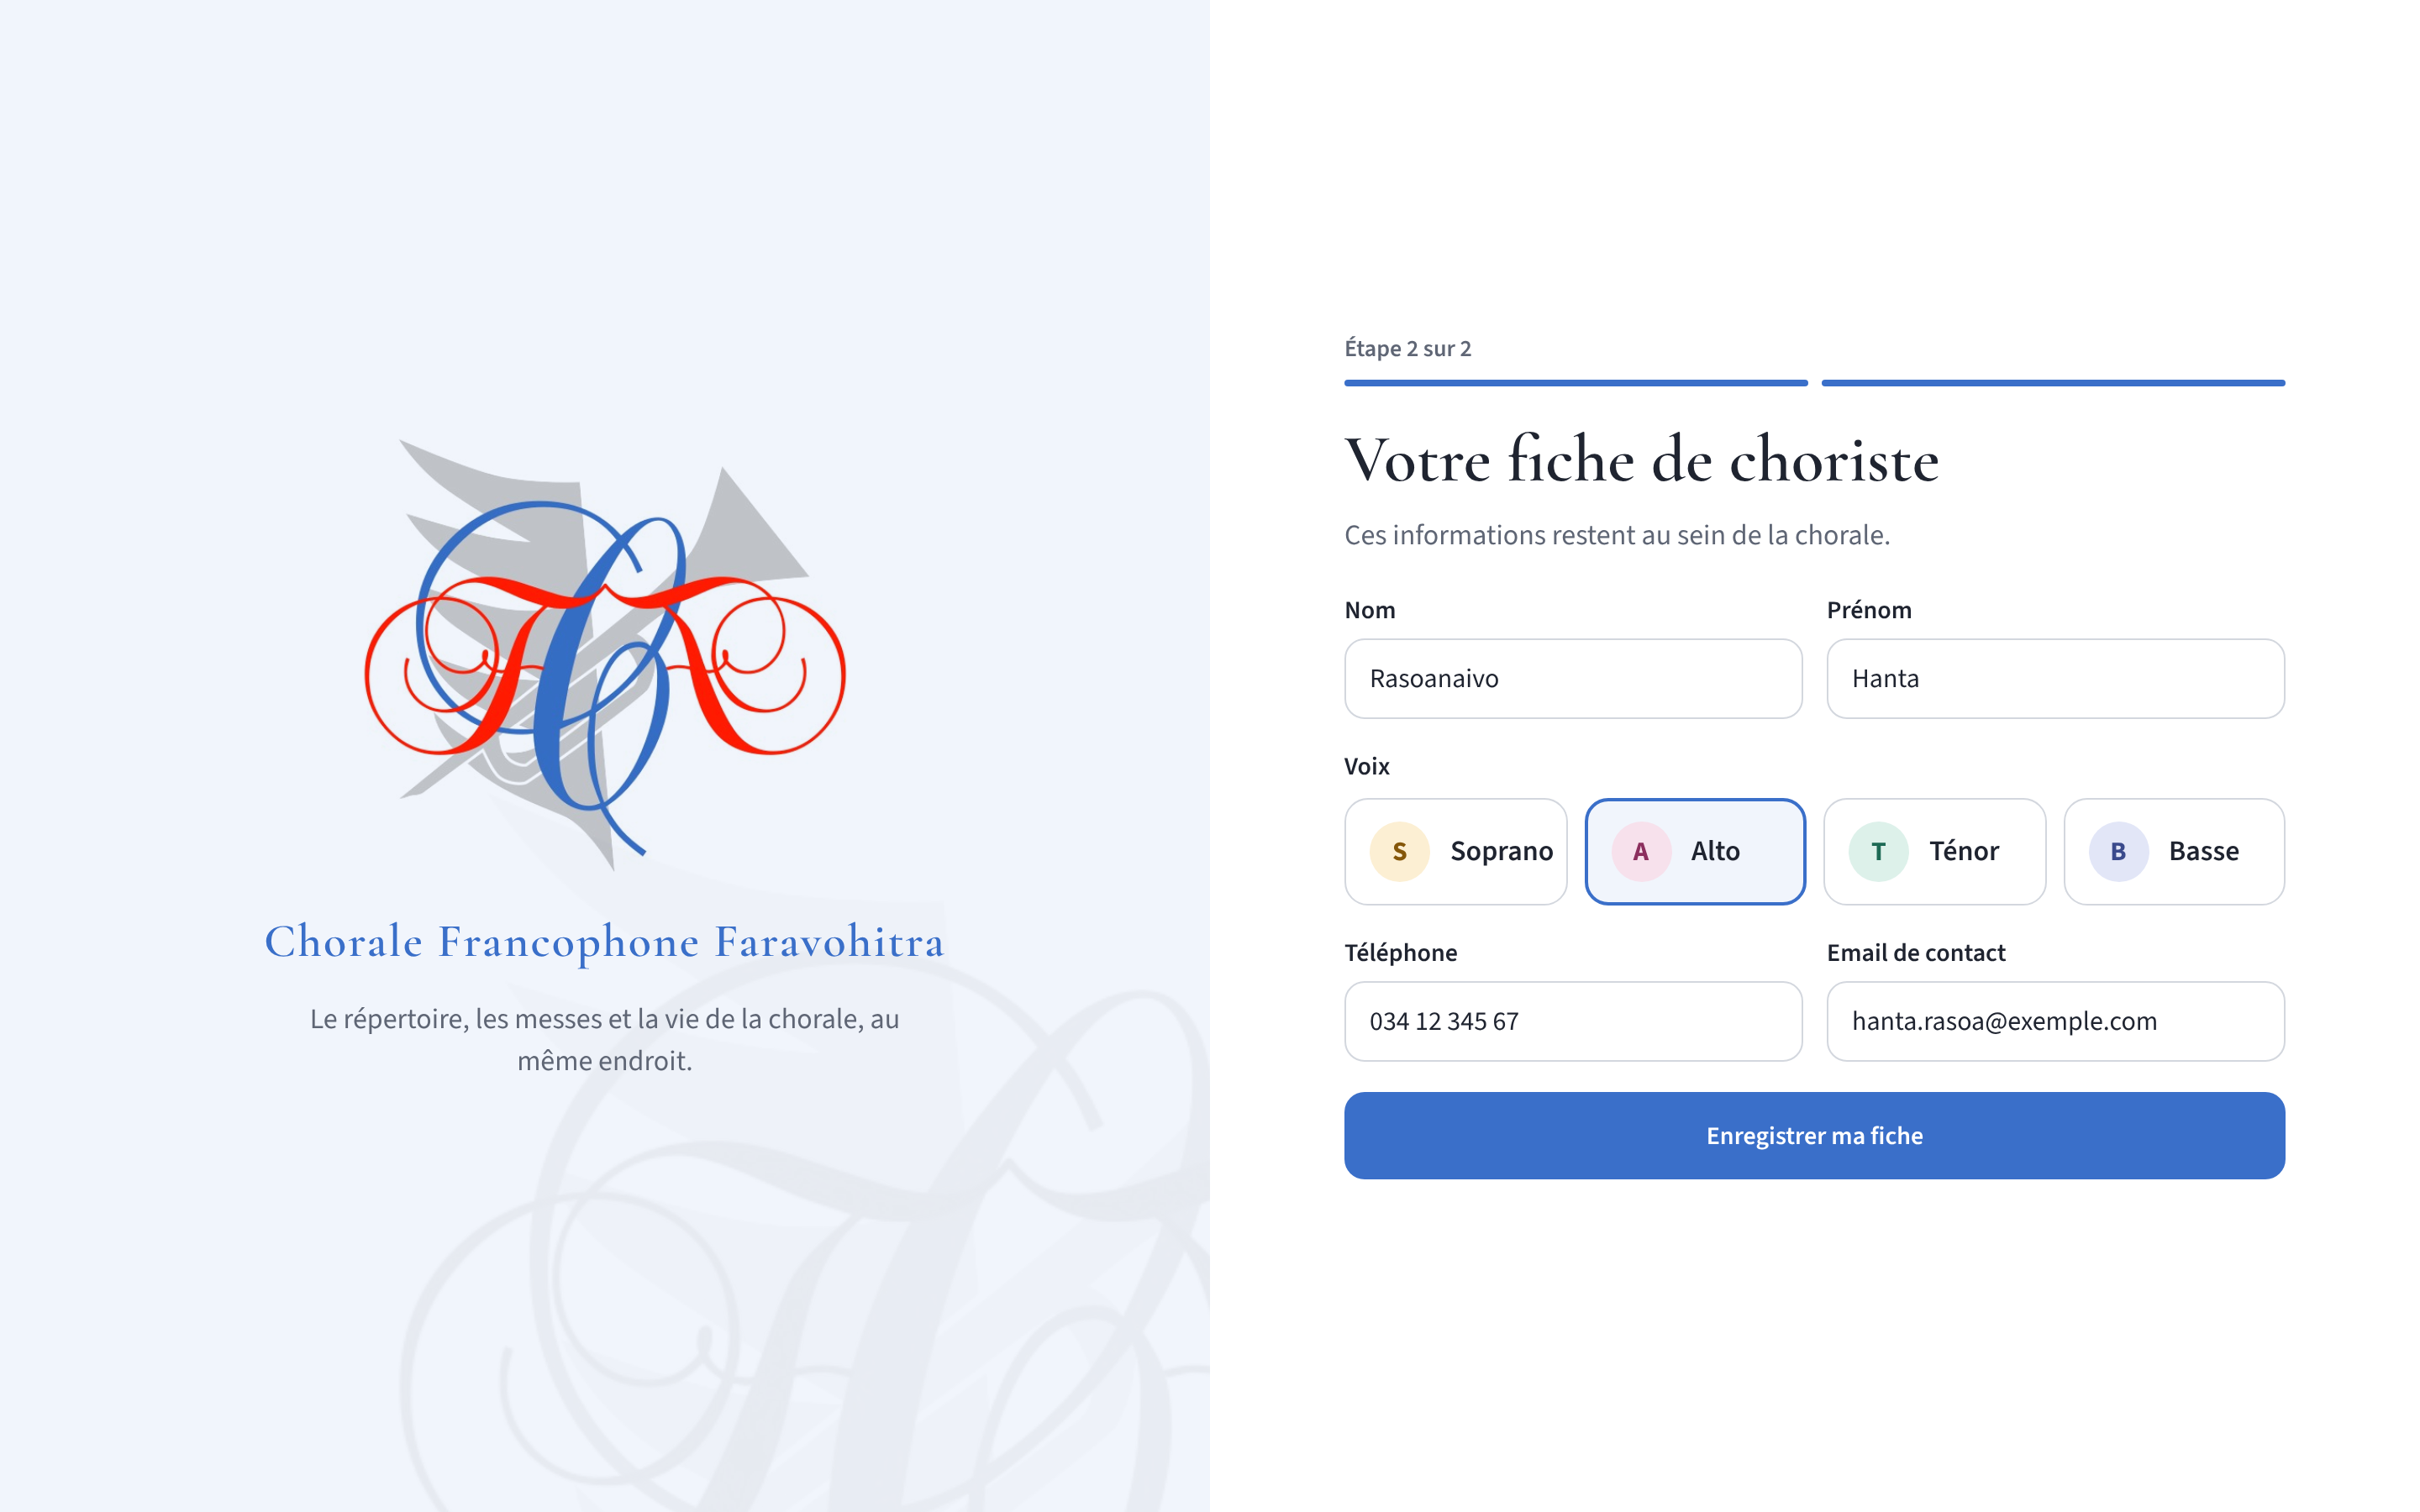 Chorale Francophone Faravohitra
Le répertoire, les messes et la vie de la chorale, au
même endroit.
Étape 2 sur 2
Votre fiche de choriste
Ces informations restent au sein de la chorale.
Nom
Prénom
Rasoanaivo
Hanta
Voix
S Soprano
A Alto
T Ténor
B Basse
Téléphone
Email de contact
034 12 345 67
hanta.rasoa@exemple.com
Enregistrer ma fiche